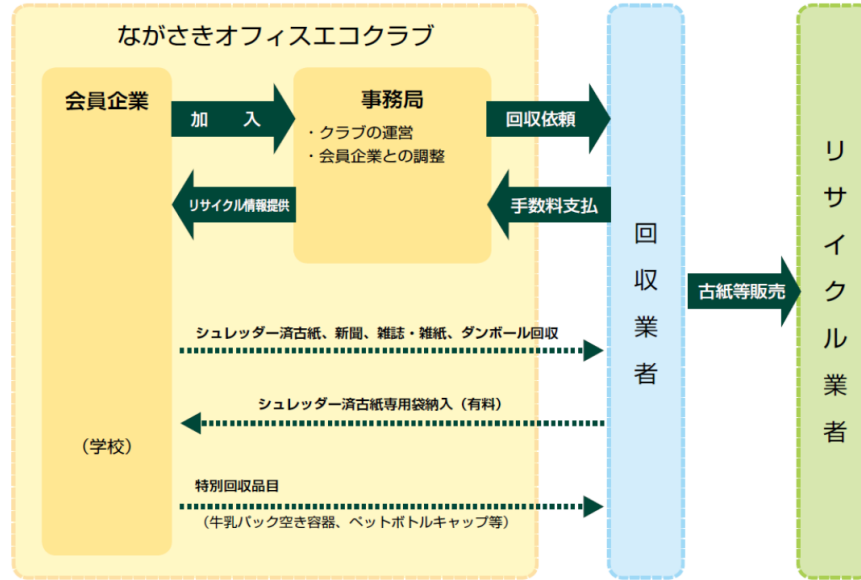 ながさきオフィスエコクラブ
会員企業
加 入
事務局
・クラブの運営
・会員企業との調整
回収依頼
リサイクル情報提供
手数料支払
回収業者
古紙等販売
リサイクル業者
シュレッダー済古紙、新聞、雑誌・雑紙、ダンボール回収
シュレッダー済古紙専用袋納入（有料）
（学校）
特別回収品目
（牛乳パック空き容器、ペットボトルキャップ等）